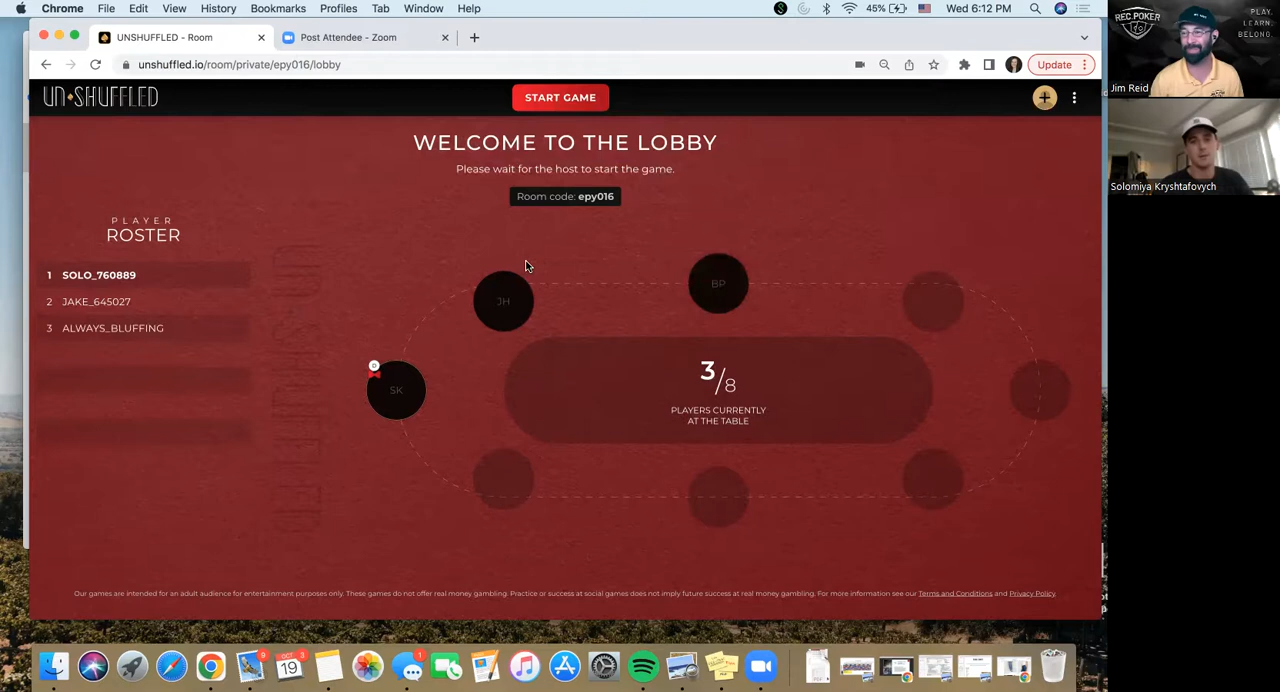 Chrome File Edit View History Bookmarks Profiles Tab Window Help
45% Wed 6:12 PM
UNSHUFFLED - Room
Post Attendee - Zoom
unshuffled.io/room/private/epy016/lobby
Update
UN SHUFFLED
START GAME
WELCOME TO THE LOBBY
Please wait for the host to start the game.
Room code: epy016
PLAYER
ROSTER
1 SOLO_760889
2 JAKE_645027
3 ALWAYS_BLUFFING
JH
BP
D
SK
3/8
PLAYERS CURRENTLY
AT THE TABLE
Our games are intended for an adult audience for entertainment purposes only. These games do not offer real money gambling. Practice or success at social games does not imply future success at real money gambling. For more information see our Terms and Conditions and Privacy Policy
REC.POKER
PLAY.
LEARN.
BELONG.
Jim Reid
Solomiya Kryshtafovych
9
OCT 3
19
1